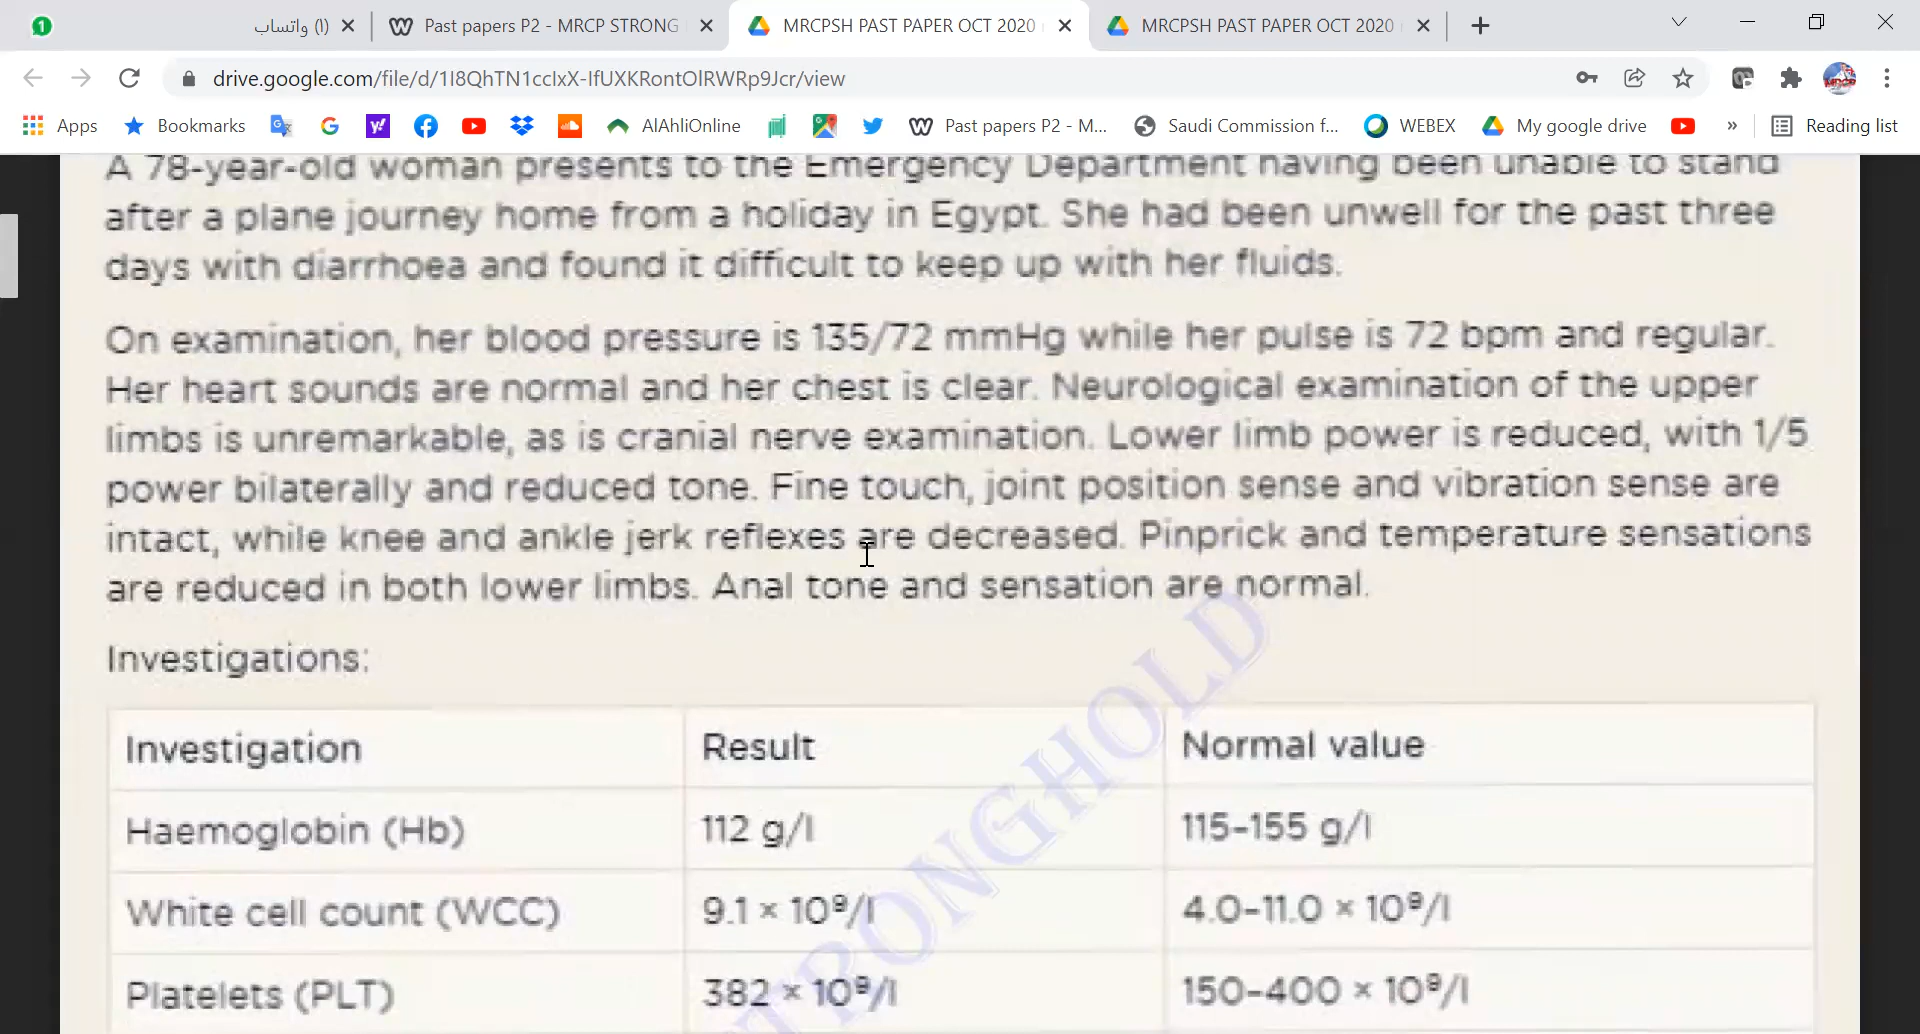 واتساب (1)
Past papers P2 - MRCP STRONG
MRCPSH PAST PAPER OCT 2020
MRCPSH PAST PAPER OCT 2020
drive.google.com/file/d/1I8QhTN1ccIxX-IfUXKRontOlRWRp9Jcr/view
Apps
Bookmarks
AlAhliOnline
Past papers P2 - M...
Saudi Commission f...
WEBEX
My google drive
»
Reading list
A 78-year-old woman presents to the Emergency Department having been unable to stand
after a plane journey home from a holiday in Egypt. She had been unwell for the past three
days with diarrhoea and found it difficult to keep up with her fluids.
On examination, her blood pressure is 135/72 mmHg while her pulse is 72 bpm and regular.
Her heart sounds are normal and her chest is clear. Neurological examination of the upper
limbs is unremarkable, as is cranial nerve examination. Lower limb power is reduced, with 1/5
power bilaterally and reduced tone. Fine touch, joint position sense and vibration sense are
intact, while knee and ankle jerk reflexes are decreased. Pinprick and temperature sensations
are reduced in both lower limbs. Anal tone and sensation are normal.
Investigations:
Investigation Result Normal value
Haemoglobin (Hb) 112 g/l 115–155 g/l
White cell count (WCC) 9.1 × 10⁹/l 4.0–11.0 × 10⁹/l
Platelets (PLT) 382 × 10⁹/l 150–400 × 10⁹/l
TRONGHOLD